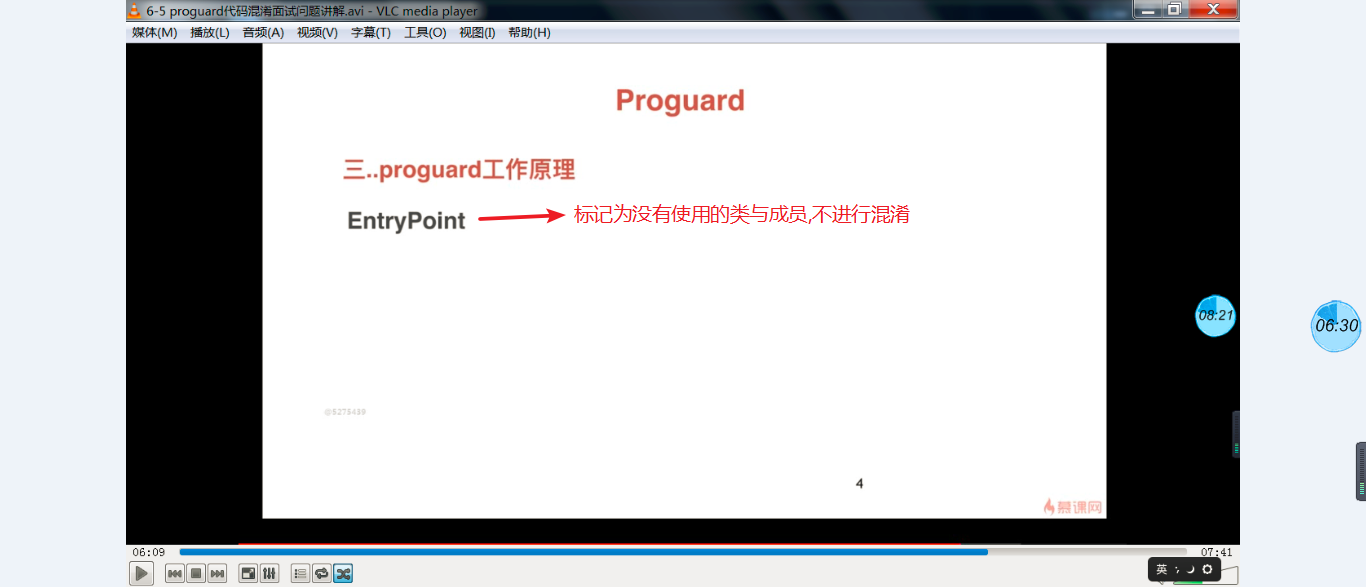 6-5 proguard代码混淆面试问题讲解.avi - VLC media player
媒体(M) 播放(L) 音频(A) 视频(V) 字幕(T) 工具(O) 视图(I) 帮助(H)
Proguard
三..proguard工作原理
EntryPoint
标记为没有使用的类与成员,不进行混淆
08:21
06:30
@5275439
4
慕课网
06:09
07:41
英